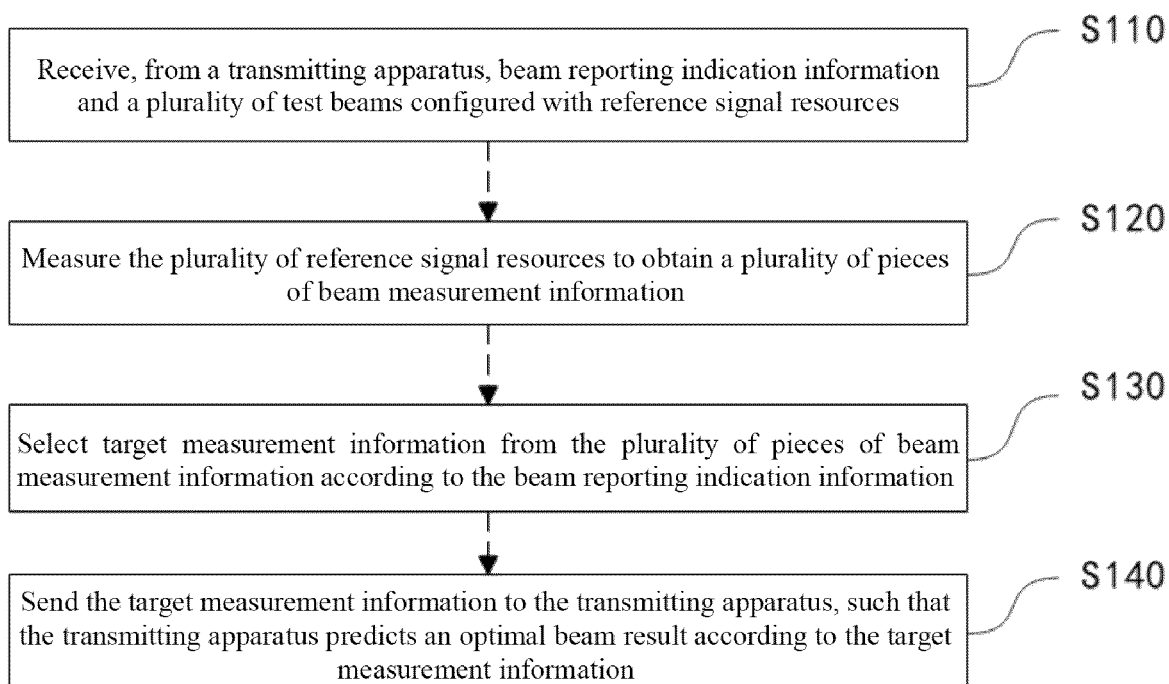 S110
Receive, from a transmitting apparatus, beam reporting indication information
and a plurality of test beams configured with reference signal resources
S120
Measure the plurality of reference signal resources to obtain a plurality of pieces
of beam measurement information
S130
Select target measurement information from the plurality of pieces of beam
measurement information according to the beam reporting indication information
S140
Send the target measurement information to the transmitting apparatus, such that
the transmitting apparatus predicts an optimal beam result according to the target
measurement information